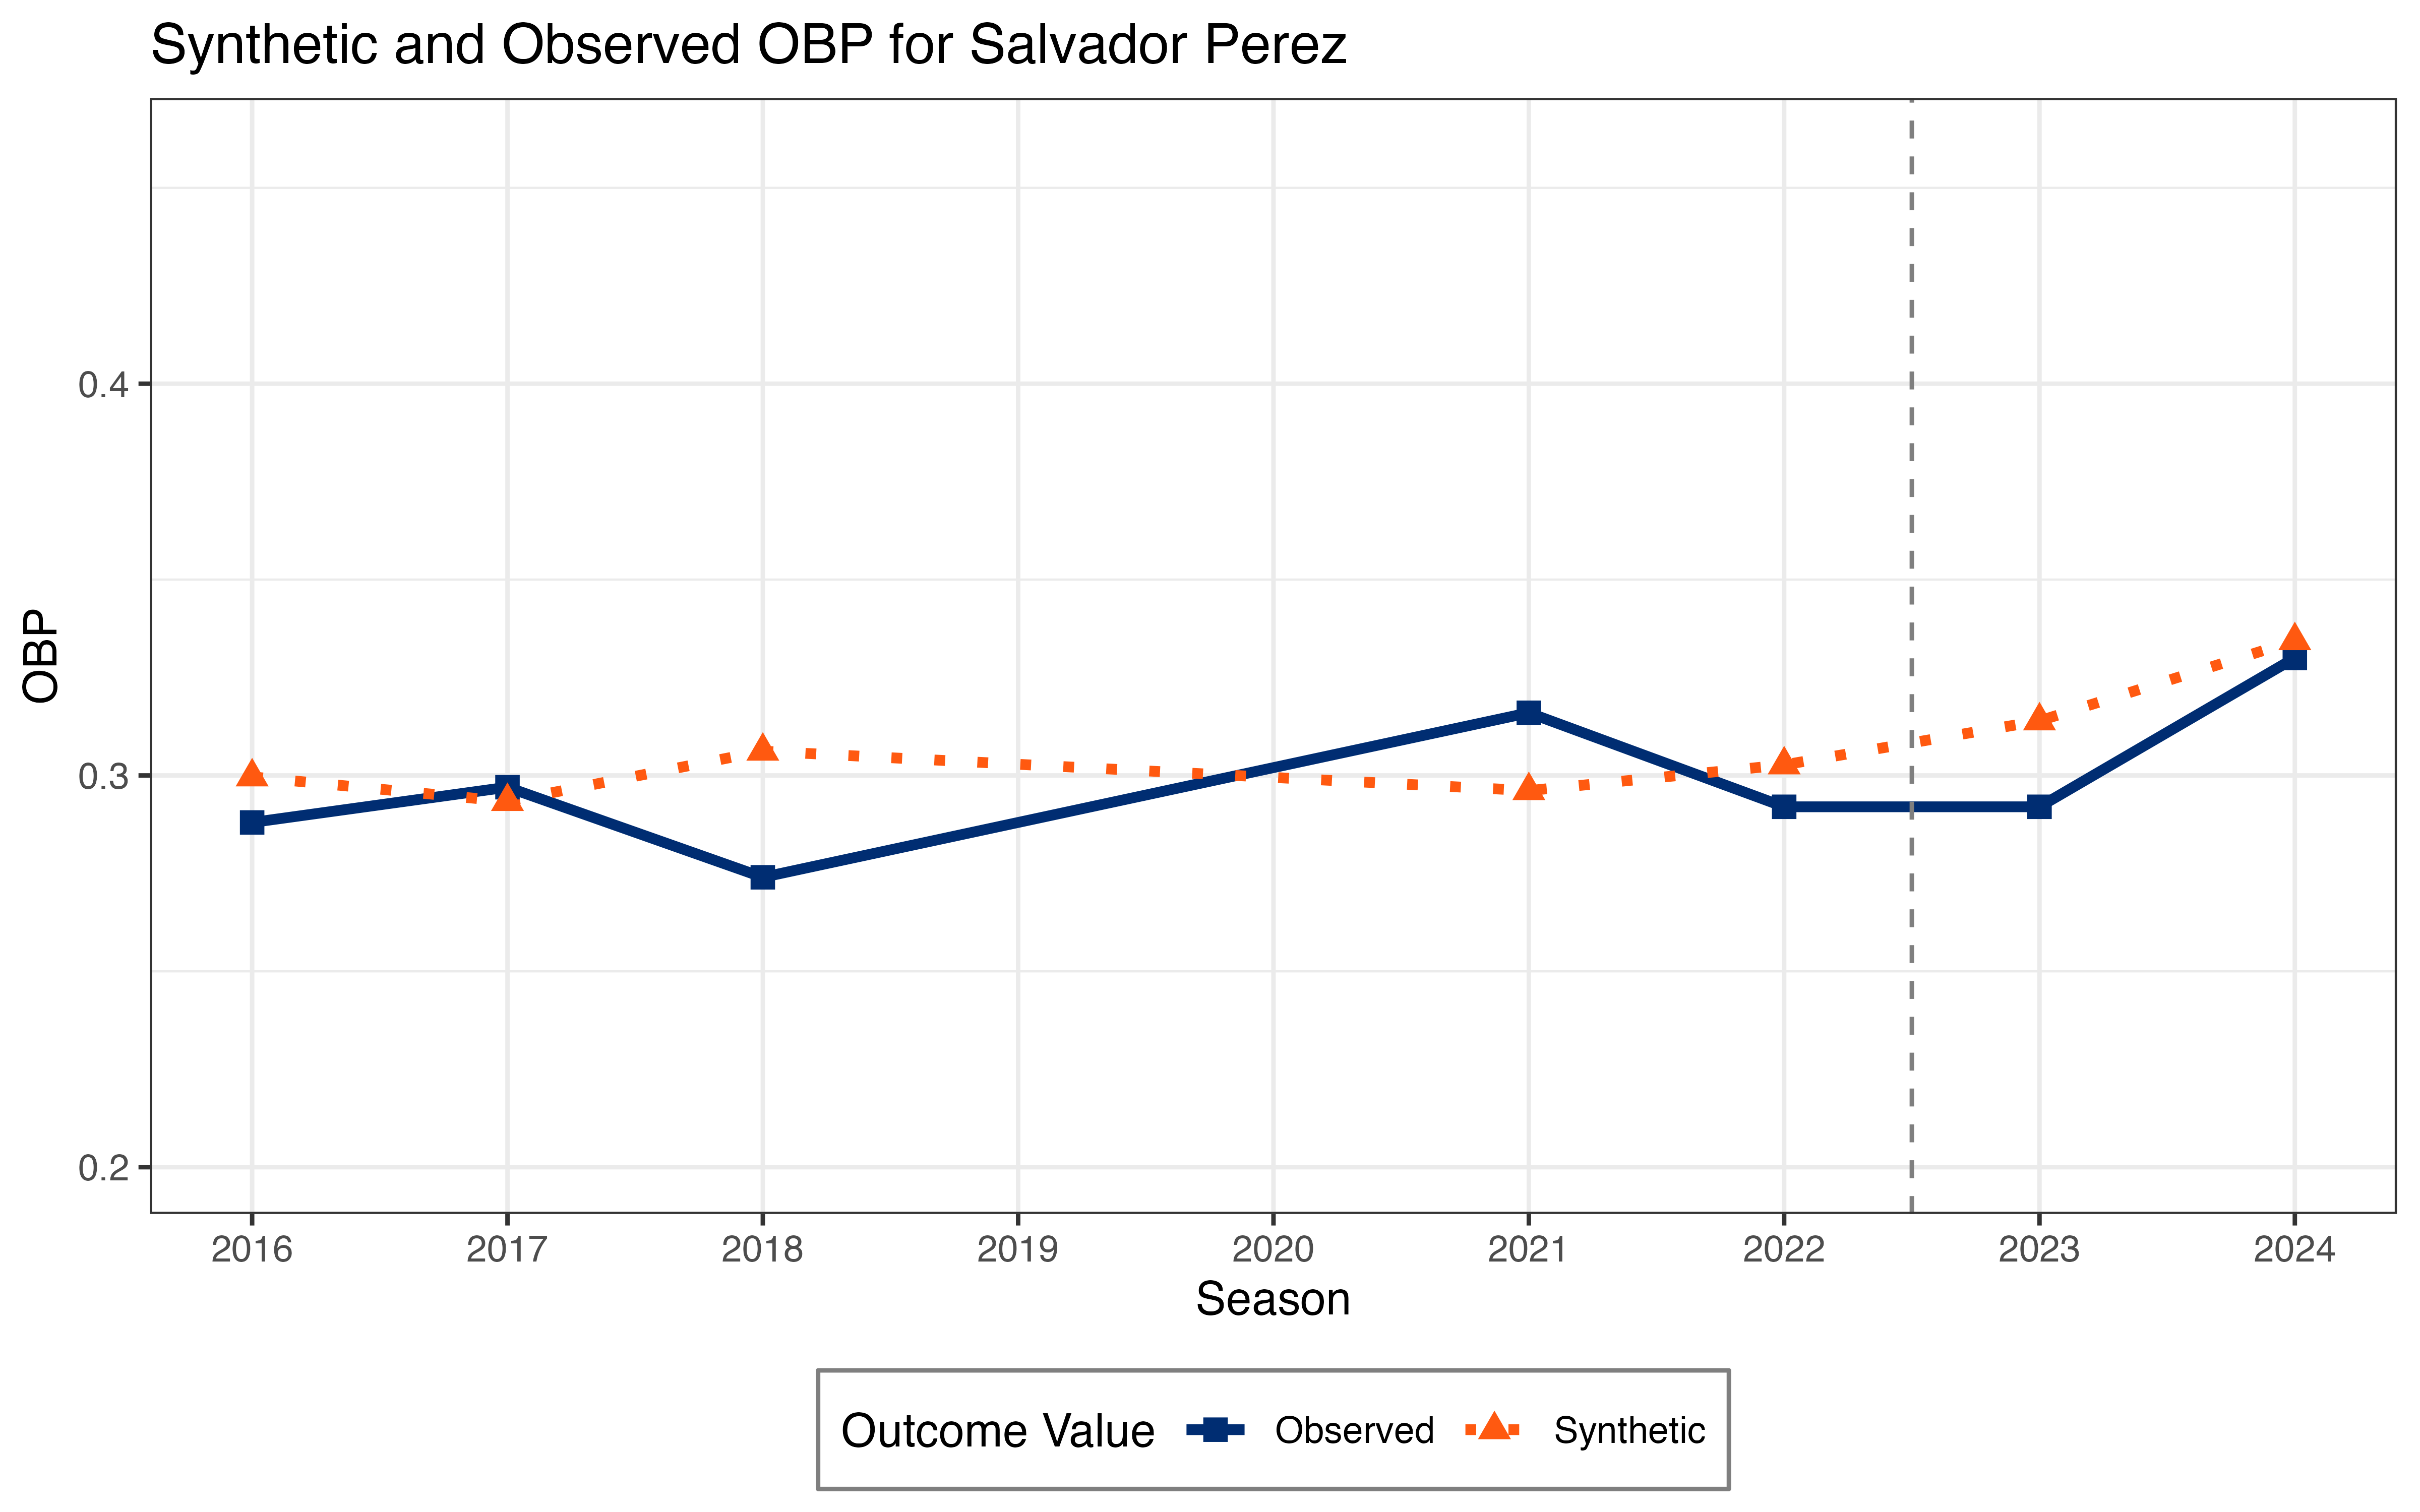 Synthetic and Observed OBP for Salvador Perez
OBP
0.4
0.3
0.2
2016 2017 2018 2019 2020 2021 2022 2023 2024
Season
Outcome Value Observed Synthetic